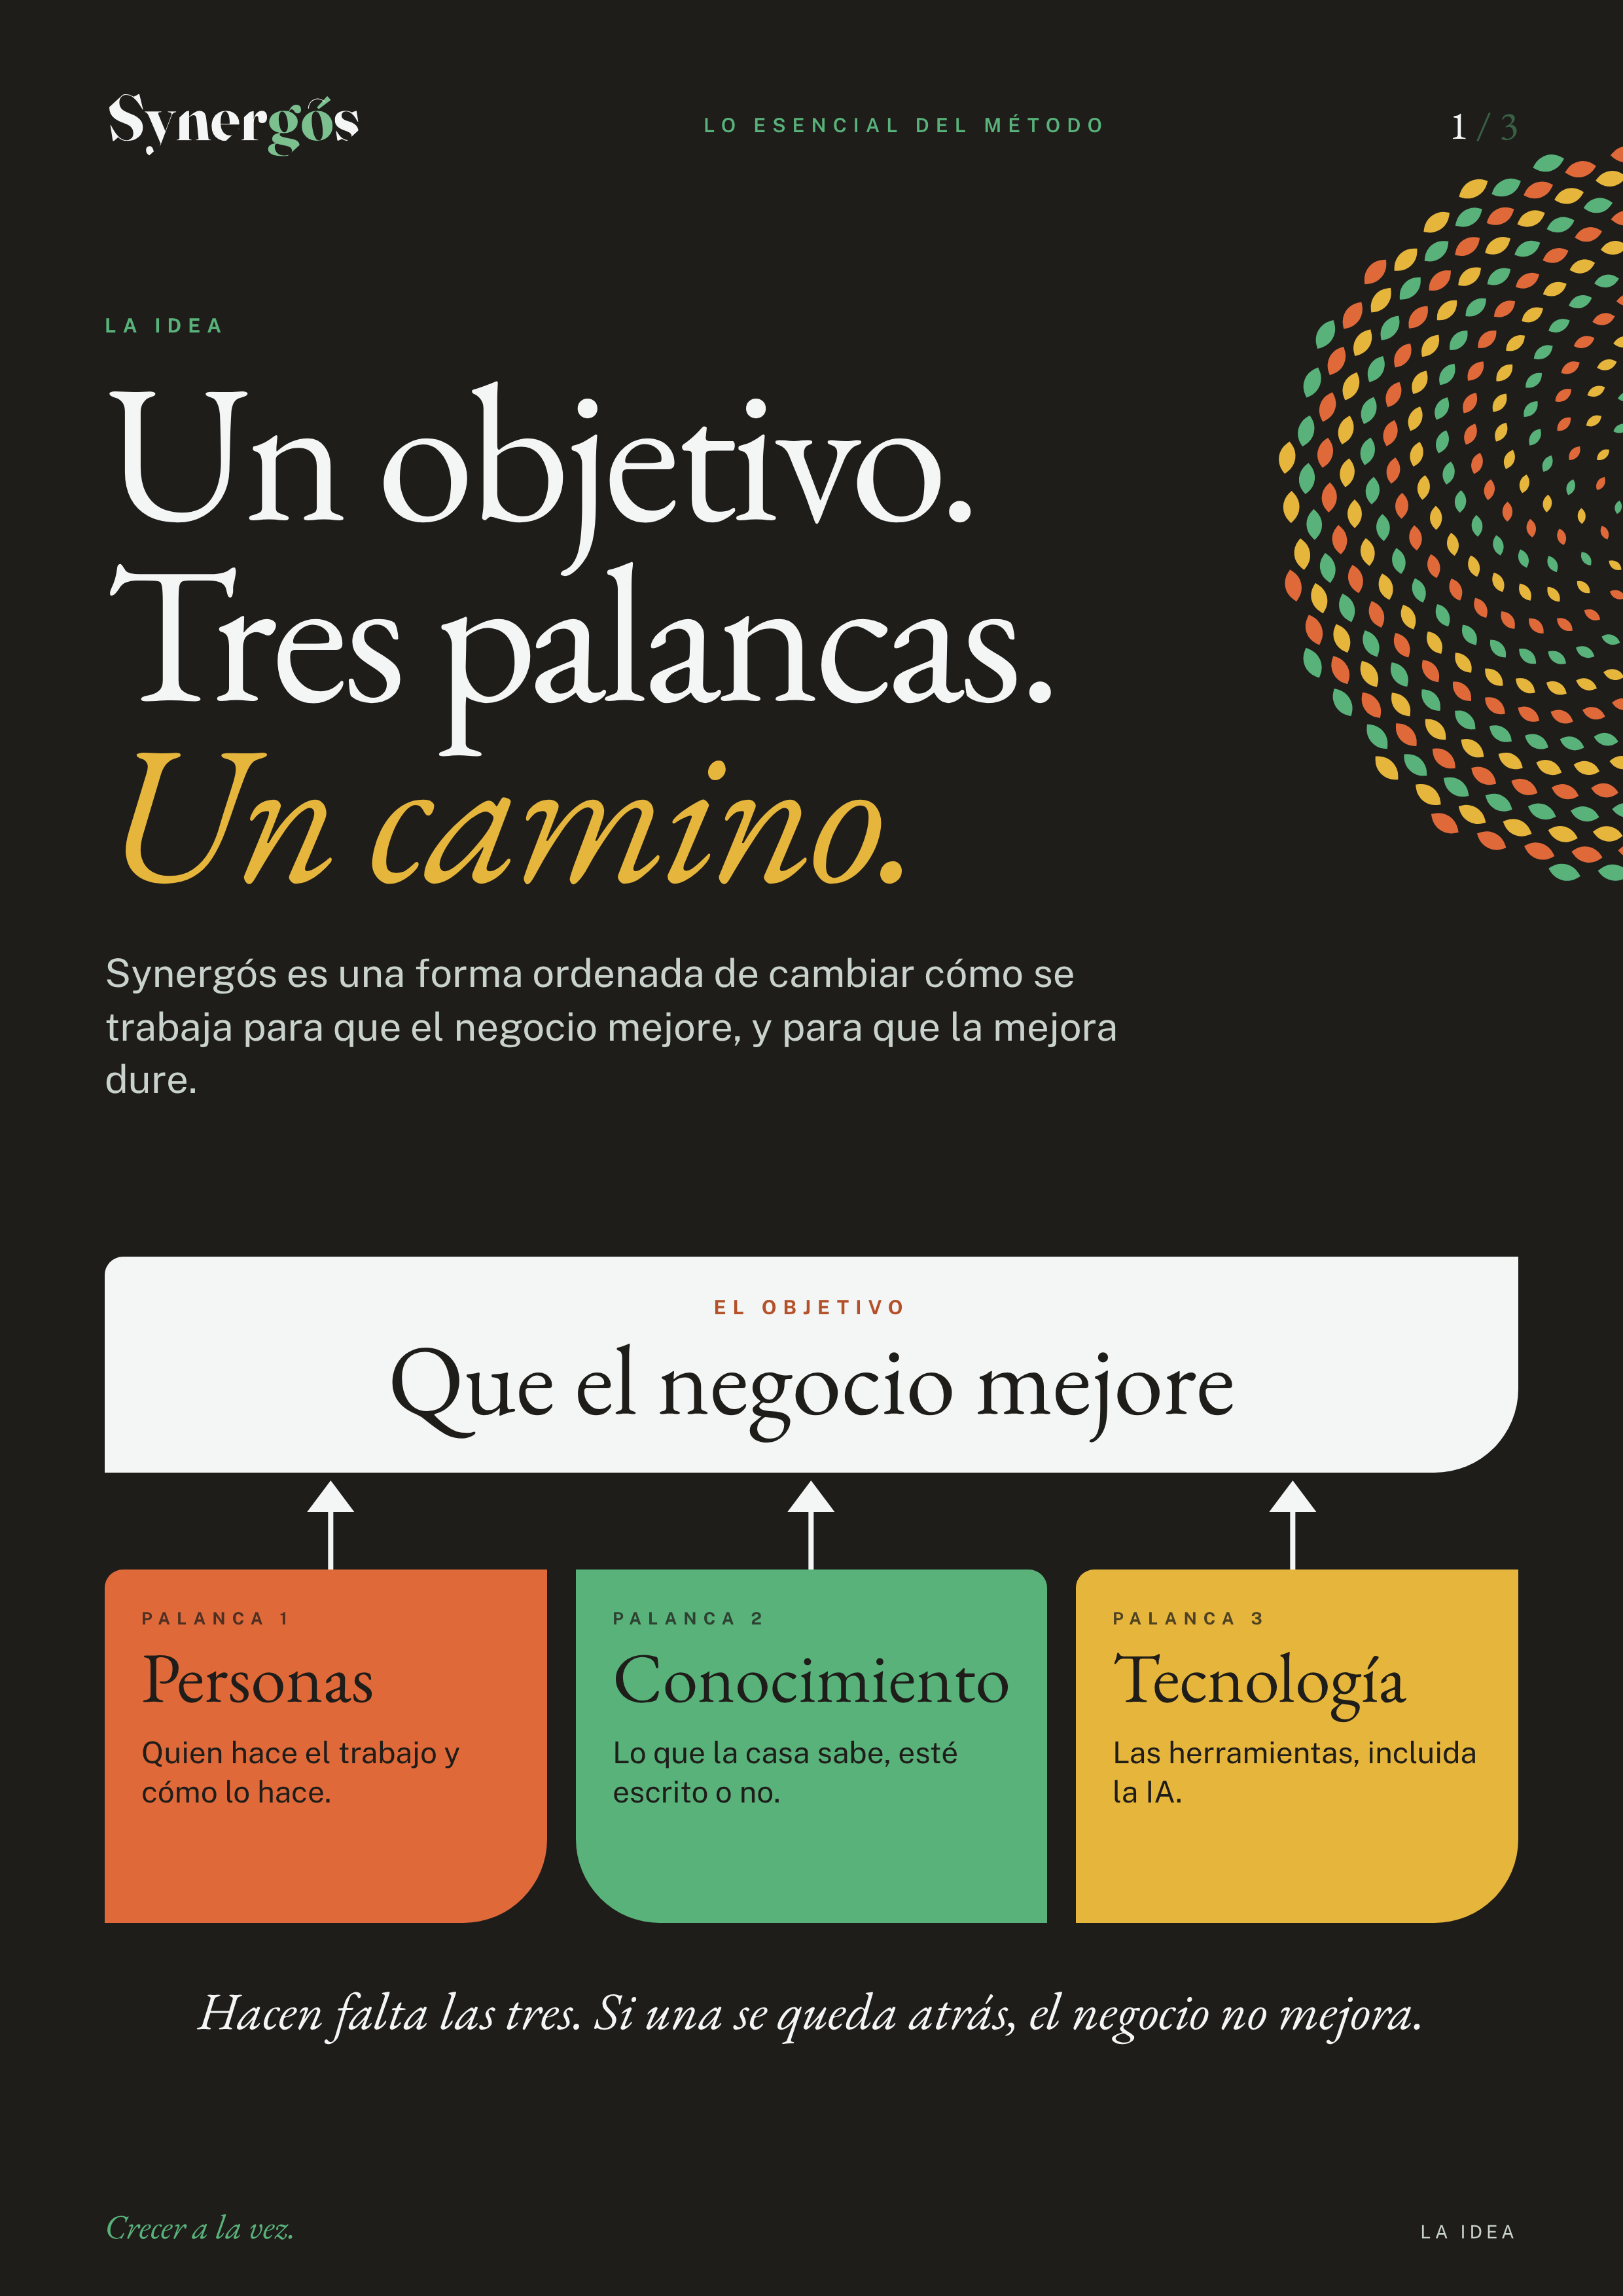 Synergós
LO ESENCIAL DEL MÉTODO
1 / 3
LA IDEA
Un objetivo.
Tres palancas.
Un camino.
Synergós es una forma ordenada de cambiar cómo se
trabaja para que el negocio mejore, y para que la mejora
dure.
EL OBJETIVO
Que el negocio mejore
PALANCA 1
Personas
Quien hace el trabajo y
cómo lo hace.
PALANCA 2
Conocimiento
Lo que la casa sabe, esté
escrito o no.
PALANCA 3
Tecnología
Las herramientas, incluida
la IA.
Hacen falta las tres. Si una se queda atrás, el negocio no mejora.
Crecer a la vez.
LA IDEA